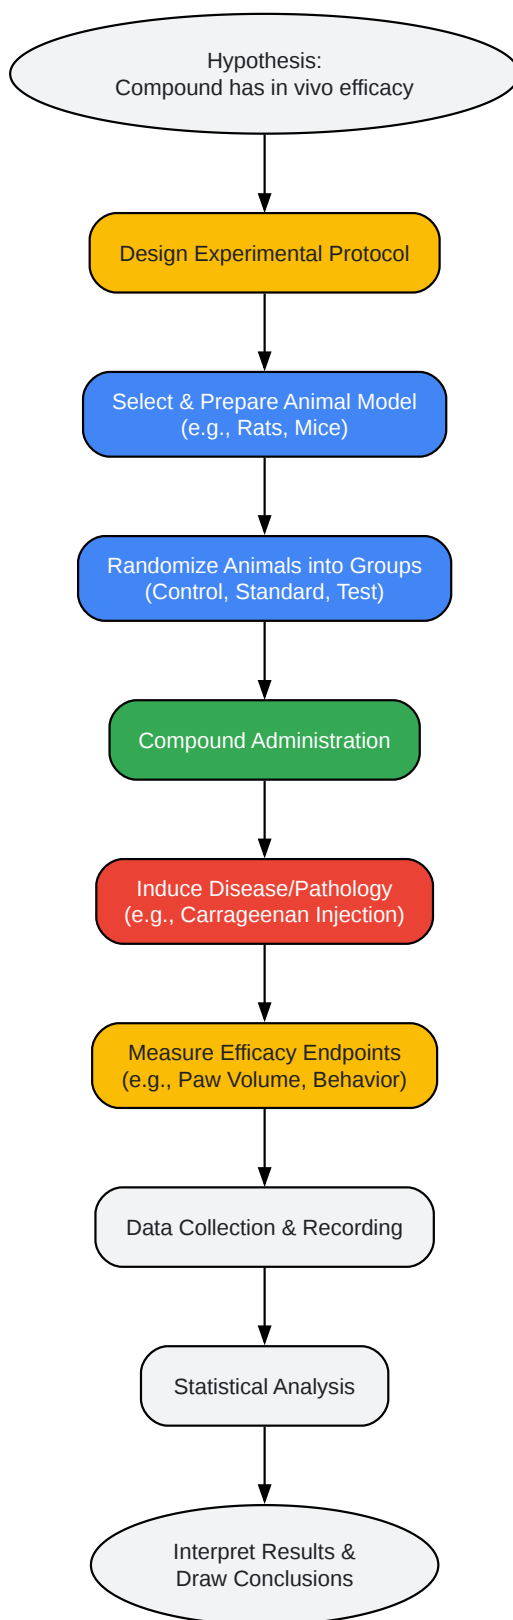 Hypothesis:
Compound has in vivo efficacy
Design Experimental Protocol
Select & Prepare Animal Model
(e.g., Rats, Mice)
Randomize Animals into Groups
(Control, Standard, Test)
Compound Administration
Induce Disease/Pathology
(e.g., Carrageenan Injection)
Measure Efficacy Endpoints
(e.g., Paw Volume, Behavior)
Data Collection & Recording
Statistical Analysis
Interpret Results &
Draw Conclusions